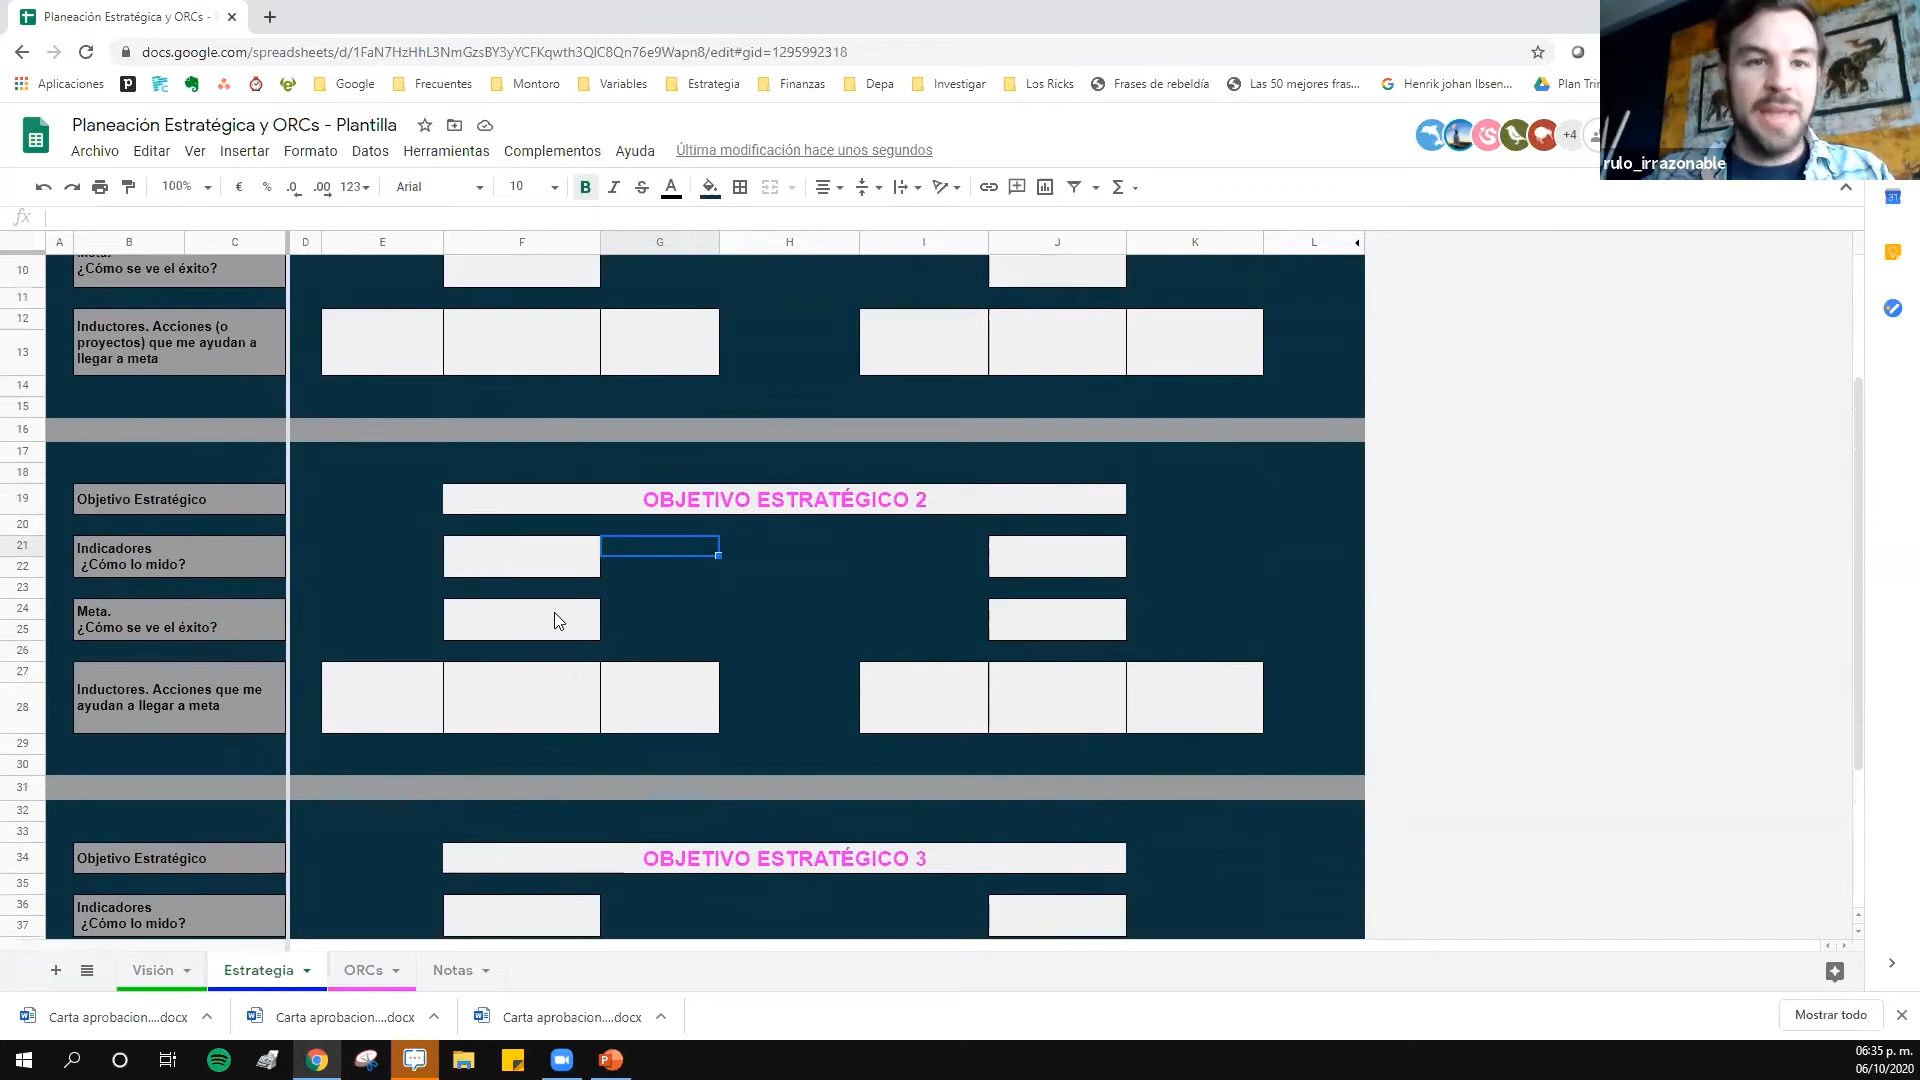 Planeación Estratégica y ORCs -
docs.google.com/spreadsheets/d/1FaN7HzHhL3NmGzsBY3yYCFKqwth3QlC8Qn76e9Wapn8/edit#gid=1295992318
Aplicaciones Google Frecuentes Montoro Variables Estrategia Finanzas Depa Investigar Los Ricks Frases de rebeldía Las 50 mejores fras... Henrik johan Ibsen... Plan Trin
rulo_irrazonable
Planeación Estratégica y ORCs - Plantilla
+4
Archivo Editar Ver Insertar Formato Datos Herramientas Complementos Ayuda Última modificación hace unos segundos
100% € % .0 .00 123 Arial 10 B I S A Σ
fx
A B C D E F G H I J K L
10
Meta.
¿Cómo se ve el éxito?
11
12
13
Inductores. Acciones (o
proyectos) que me ayudan a
llegar a meta
14
15
16
17
18
19 Objetivo Estratégico OBJETIVO ESTRATÉGICO 2
20
21
22
Indicadores
¿Cómo lo mido?
23
24
25
Meta.
¿Cómo se ve el éxito?
26
27
28
Inductores. Acciones que me
ayudan a llegar a meta
29
30
31
32
33
34 Objetivo Estratégico OBJETIVO ESTRATÉGICO 3
35
36
37
Indicadores
¿Cómo lo mido?
Visión Estrategia ORCs Notas
Carta aprobacion....docx Carta aprobacion....docx Carta aprobacion....docx Mostrar todo
06:35 p. m.
06/10/2020